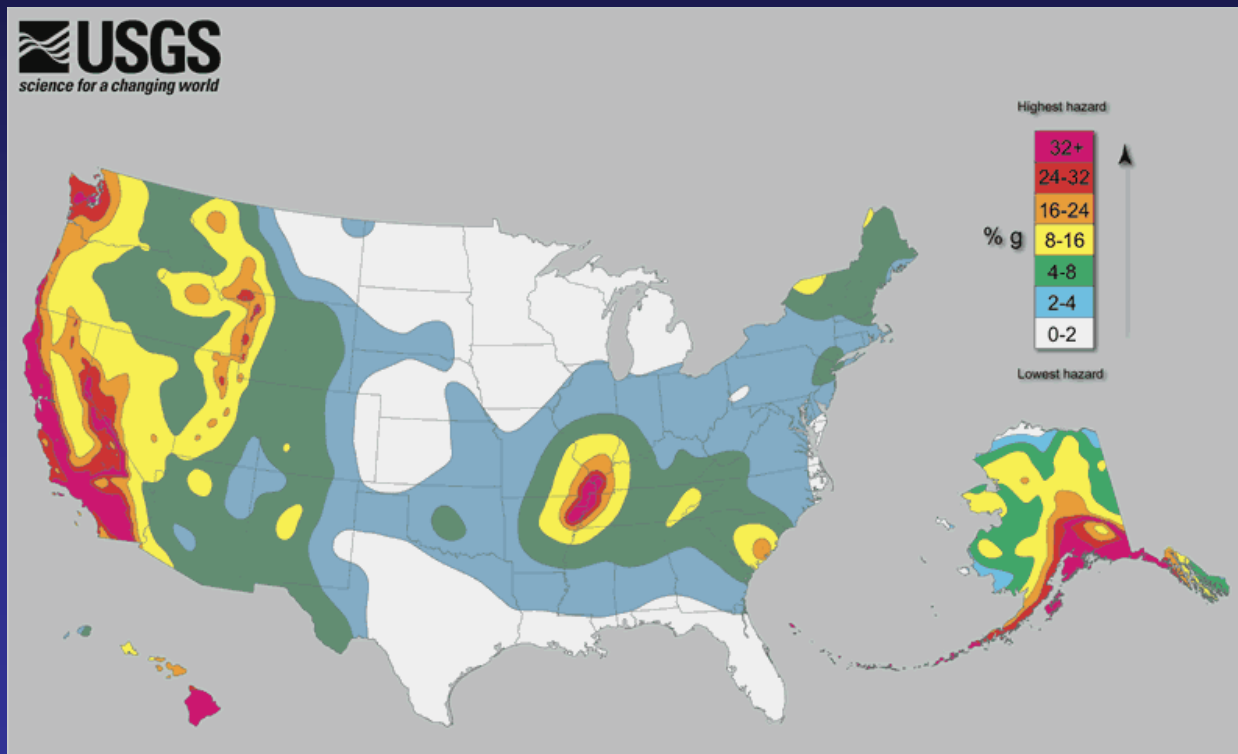 USGS
science for a changing world
Highest hazard
32+
24-32
16-24
% g
8-16
4-8
2-4
0-2
Lowest hazard